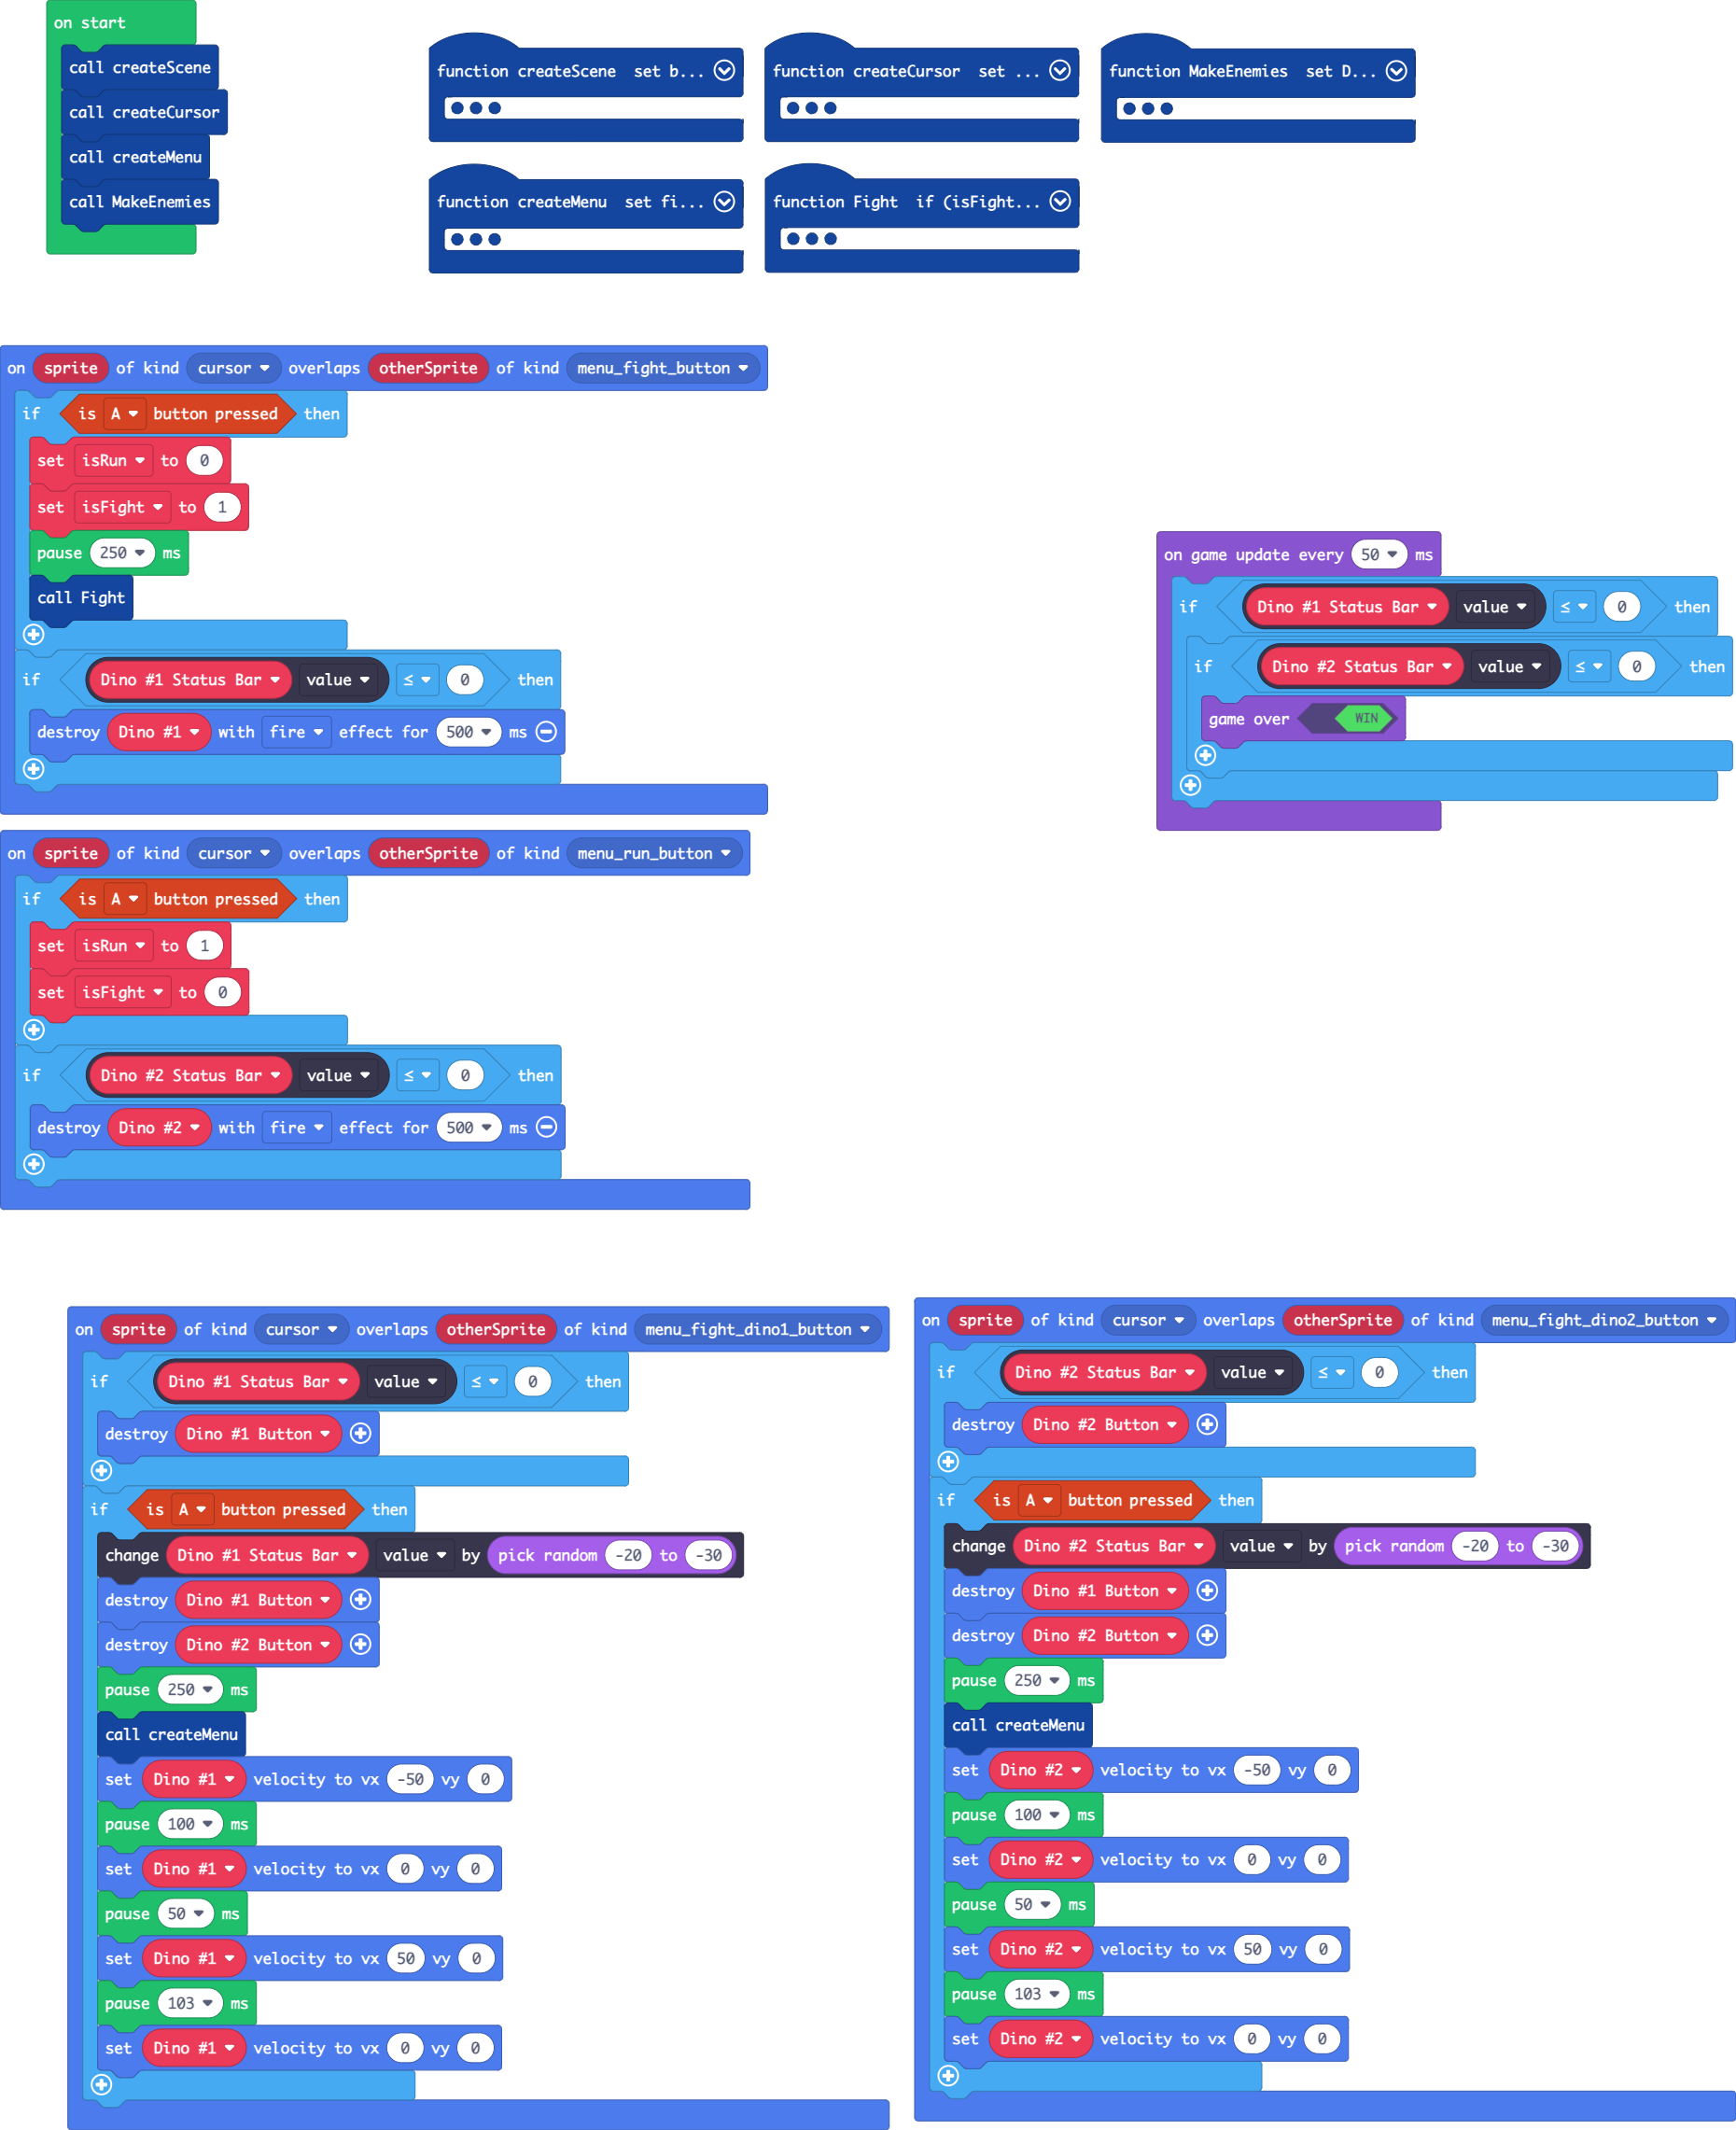 on start
call createScene
call createCursor
call createMenu
call MakeEnemies
function createScene set b...
function createCursor set ...
function MakeEnemies set D...
function createMenu set fi...
function Fight if (isFight...
on sprite of kind cursor overlaps otherSprite of kind menu_fight_button
if is A button pressed then
set isRun to 0
set isFight to 1
pause 250 ms
call Fight
if Dino #1 Status Bar value ≤ 0 then
destroy Dino #1 with fire effect for 500 ms
on game update every 50 ms
if Dino #1 Status Bar value ≤ 0 then
if Dino #2 Status Bar value ≤ 0 then
game over WIN
on sprite of kind cursor overlaps otherSprite of kind menu_run_button
if is A button pressed then
set isRun to 1
set isFight to 0
if Dino #2 Status Bar value ≤ 0 then
destroy Dino #2 with fire effect for 500 ms
on sprite of kind cursor overlaps otherSprite of kind menu_fight_dino1_button
if Dino #1 Status Bar value ≤ 0 then
destroy Dino #1 Button
if is A button pressed then
change Dino #1 Status Bar value by pick random -20 to -30
destroy Dino #1 Button
destroy Dino #2 Button
pause 250 ms
call createMenu
set Dino #1 velocity to vx -50 vy 0
pause 100 ms
set Dino #1 velocity to vx 0 vy 0
pause 50 ms
set Dino #1 velocity to vx 50 vy 0
pause 103 ms
set Dino #1 velocity to vx 0 vy 0
on sprite of kind cursor overlaps otherSprite of kind menu_fight_dino2_button
if Dino #2 Status Bar value ≤ 0 then
destroy Dino #2 Button
if is A button pressed then
change Dino #2 Status Bar value by pick random -20 to -30
destroy Dino #1 Button
destroy Dino #2 Button
pause 250 ms
call createMenu
set Dino #2 velocity to vx -50 vy 0
pause 100 ms
set Dino #2 velocity to vx 0 vy 0
pause 50 ms
set Dino #2 velocity to vx 50 vy 0
pause 103 ms
set Dino #2 velocity to vx 0 vy 0